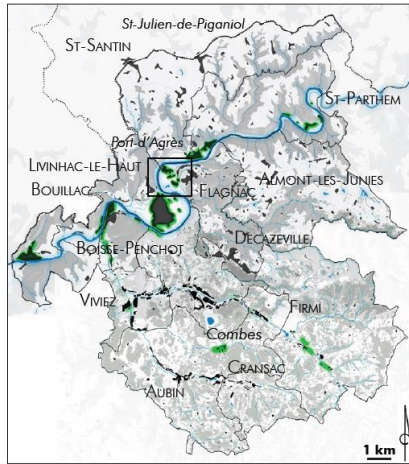 St-Julien-de-Piganiol
St-Santin
St-Parthem
Port-d'Agrès
Livinhac-le-Haut
Bouillac
Flagnac
Almont-les-Junies
Boisse-Penchot
Decazeville
Viviez
Firmi
Combes
Cransac
Aubin
1 km